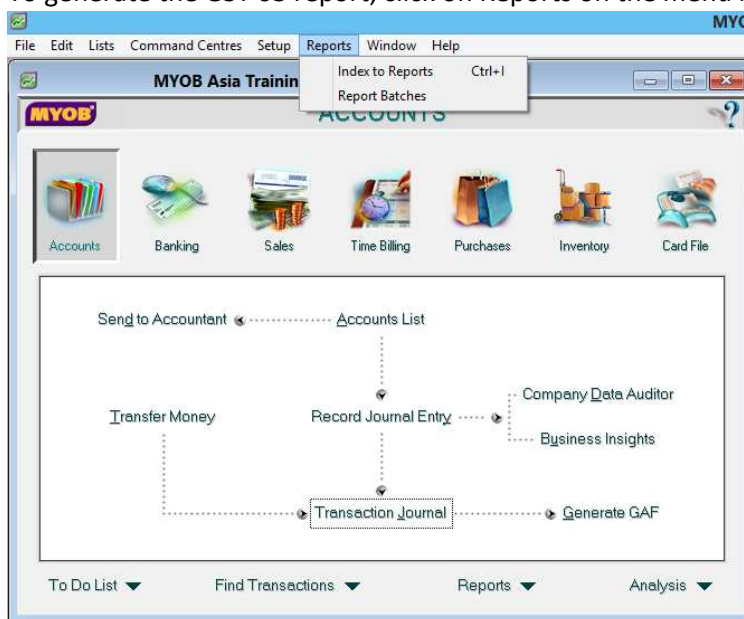 To generate the GST-03 report, click on Reports on the menu
MYO
File Edit Lists Command Centres Setup Reports Window Help
Index to Reports Ctrl+I
Report Batches
MYOB Asia Trainin
MYOB
ACCOUNTS
?
Accounts Banking Sales Time Billing Purchases Inventory Card File
Send to Accountant Accounts List
Company Data Auditor
Transfer Money Record Journal Entry
Business Insights
Transaction Journal Generate GAF
To Do List Find Transactions Reports Analysis